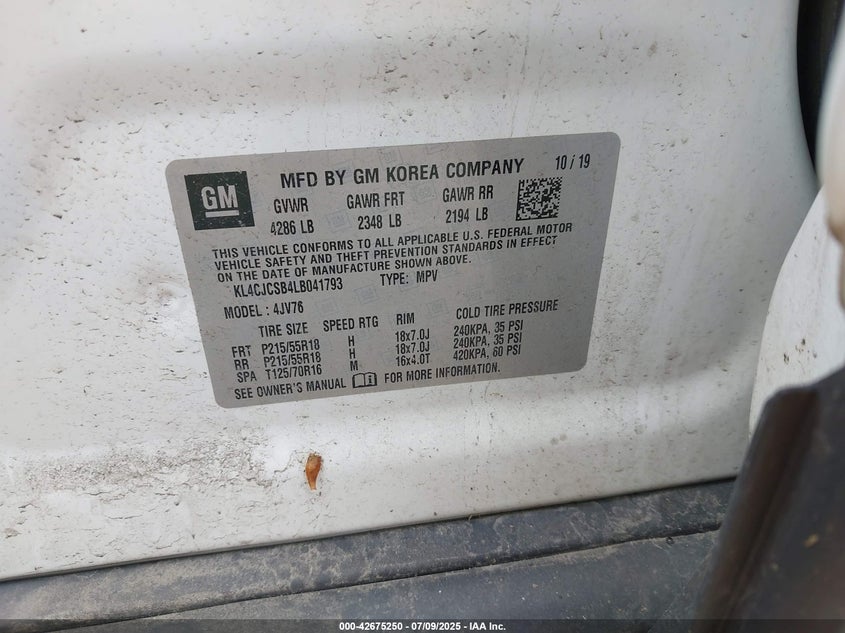 GM
MFD BY GM KOREA COMPANY 10 / 19
GVWR GAWR FRT GAWR RR
4286 LB 2348 LB 2194 LB
THIS VEHICLE CONFORMS TO ALL APPLICABLE U.S. FEDERAL MOTOR
VEHICLE SAFETY AND THEFT PREVENTION STANDARDS IN EFFECT
ON THE DATE OF MANUFACTURE SHOWN ABOVE.
KL4CJCSB4LB041793 TYPE: MPV
MODEL : 4JV76
TIRE SIZE SPEED RTG RIM COLD TIRE PRESSURE
FRT P215/55R18 H 18x7.0J 240KPA, 35 PSI
RR P215/55R18 H 18x7.0J 240KPA, 35 PSI
SPA T125/70R16 M 16x4.0T 420KPA, 60 PSI
SEE OWNER'S MANUAL FOR MORE INFORMATION.
000-42675250 - 07/09/2025 - IAA Inc.